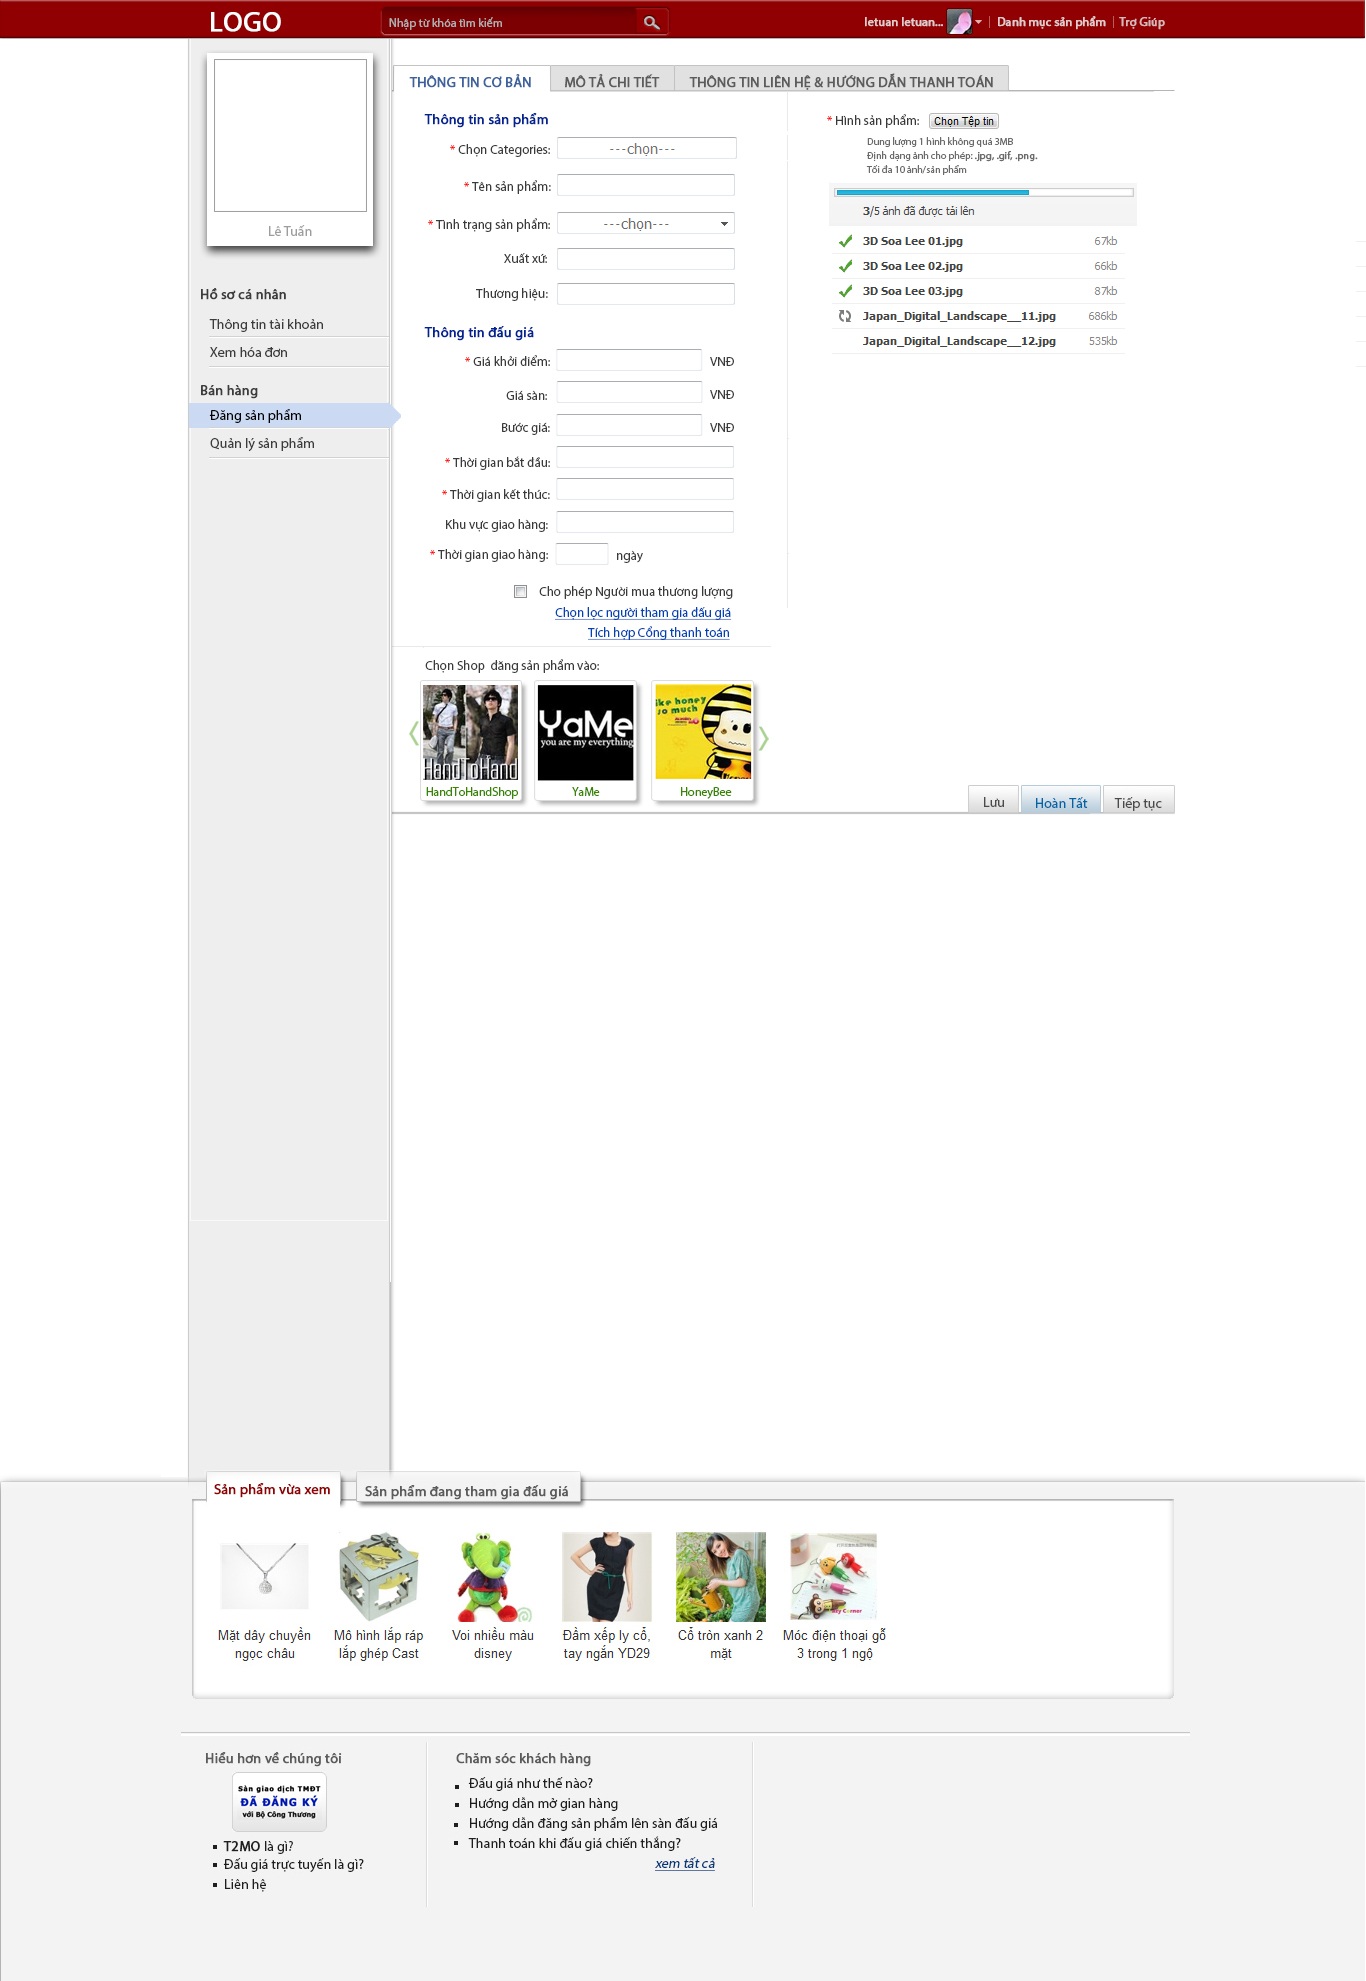 LOGO
Nhập từ khóa tìm kiếm
letuan letuan...
Danh mục sản phẩm
Trợ Giúp
Lê Tuấn
Hồ sơ cá nhân
Thông tin tài khoản
Xem hóa đơn
Bán hàng
Đăng sản phẩm
Quản lý sản phẩm
THÔNG TIN CƠ BẢN
MÔ TẢ CHI TIẾT
THÔNG TIN LIÊN HỆ & HƯỚNG DẪN THANH TOÁN
Thông tin sản phẩm
* Chọn Categories: ---chọn---
* Tên sản phẩm:
* Tình trạng sản phẩm: ---chọn---
Xuất xứ:
Thương hiệu:
Thông tin đấu giá
* Giá khởi điểm: VNĐ
Giá sàn: VNĐ
Bước giá: VNĐ
* Thời gian bắt đầu:
* Thời gian kết thúc:
Khu vực giao hàng:
* Thời gian giao hàng: ngày
Cho phép Người mua thương lượng
Chọn lọc người tham gia đấu giá
Tích hợp Cổng thanh toán
Chọn Shop đăng sản phẩm vào:
HandToHand
HandToHandShop
YaMe
you are my everything
YaMe
ike honey
so much
HoneyBee
* Hình sản phẩm: Chọn Tệp tin
Dung lượng 1 hình không quá 3MB
Định dạng ảnh cho phép: .jpg, .gif, .png.
Tối đa 10 ảnh/sản phẩm
3/5 ảnh đã được tải lên
3D Soa Lee 01.jpg 67kb
3D Soa Lee 02.jpg 66kb
3D Soa Lee 03.jpg 87kb
Japan_Digital_Landscape__11.jpg 686kb
Japan_Digital_Landscape__12.jpg 535kb
Lưu
Hoàn Tất
Tiếp tục
Sản phẩm vừa xem
Sản phẩm đang tham gia đấu giá
Mặt dây chuyền
ngọc châu
Mô hình lắp ráp
lắp ghép Cast
Voi nhiều màu
disney
Đầm xếp ly cổ,
tay ngắn YD29
Cổ tròn xanh 2
mặt
Móc điện thoại gỗ
3 trong 1 ngộ
Hiểu hơn về chúng tôi
Sàn giao dịch TMĐT
ĐÃ ĐĂNG KÝ
với Bộ Công Thương
T2MO là gì?
Đấu giá trực tuyến là gì?
Liên hệ
Chăm sóc khách hàng
Đấu giá như thế nào?
Hướng dẫn mở gian hàng
Hướng dẫn đăng sản phẩm lên sàn đấu giá
Thanh toán khi đấu giá chiến thắng?
xem tất cả